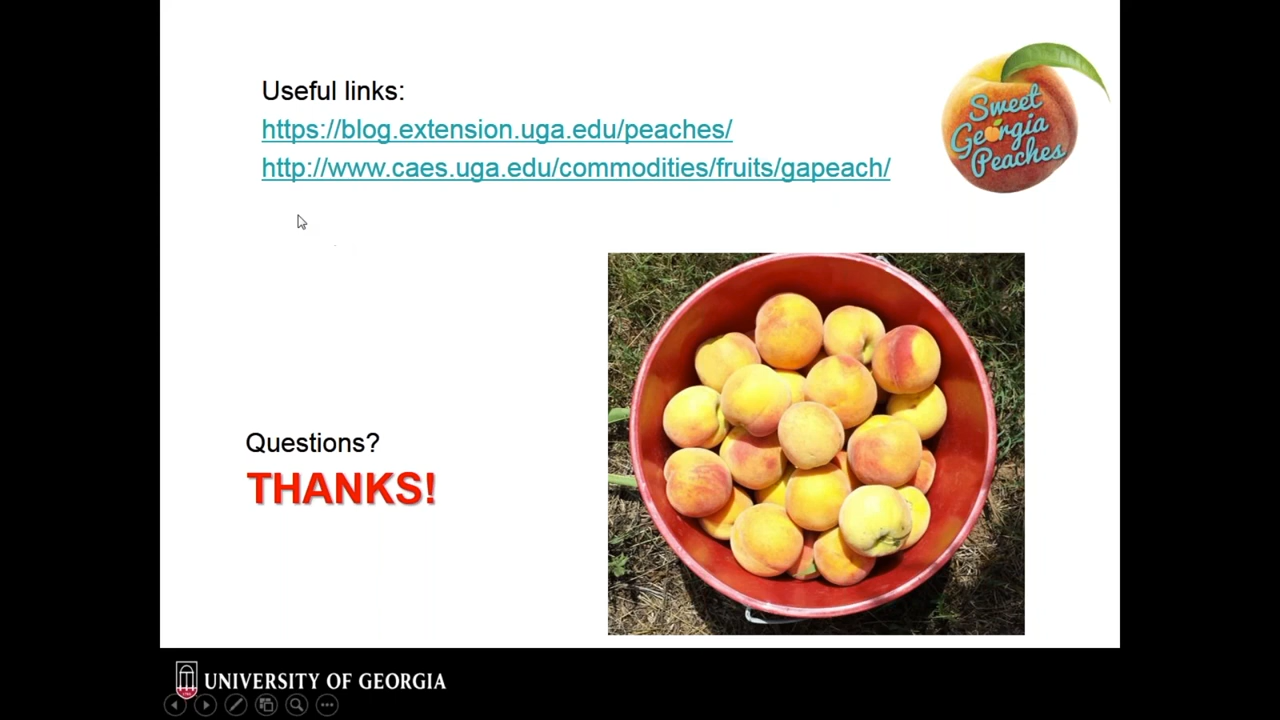 Useful links:
https://blog.extension.uga.edu/peaches/
http://www.caes.uga.edu/commodities/fruits/gapeach/
Sweet
Georgia
Peaches
Questions?
THANKS!
UNIVERSITY OF GEORGIA